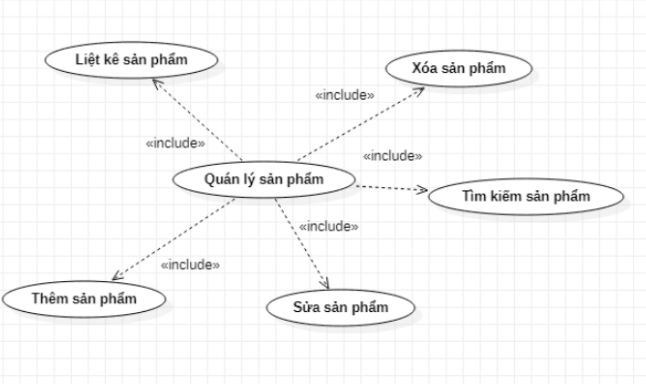 Liệt kê sản phẩm
Xóa sản phẩm
«include»
«include»
«include»
Quán lý sản phẩm
Tìm kiếm sản phẩm
«include»
«include»
Thêm sản phẩm
Sửa sản phẩm